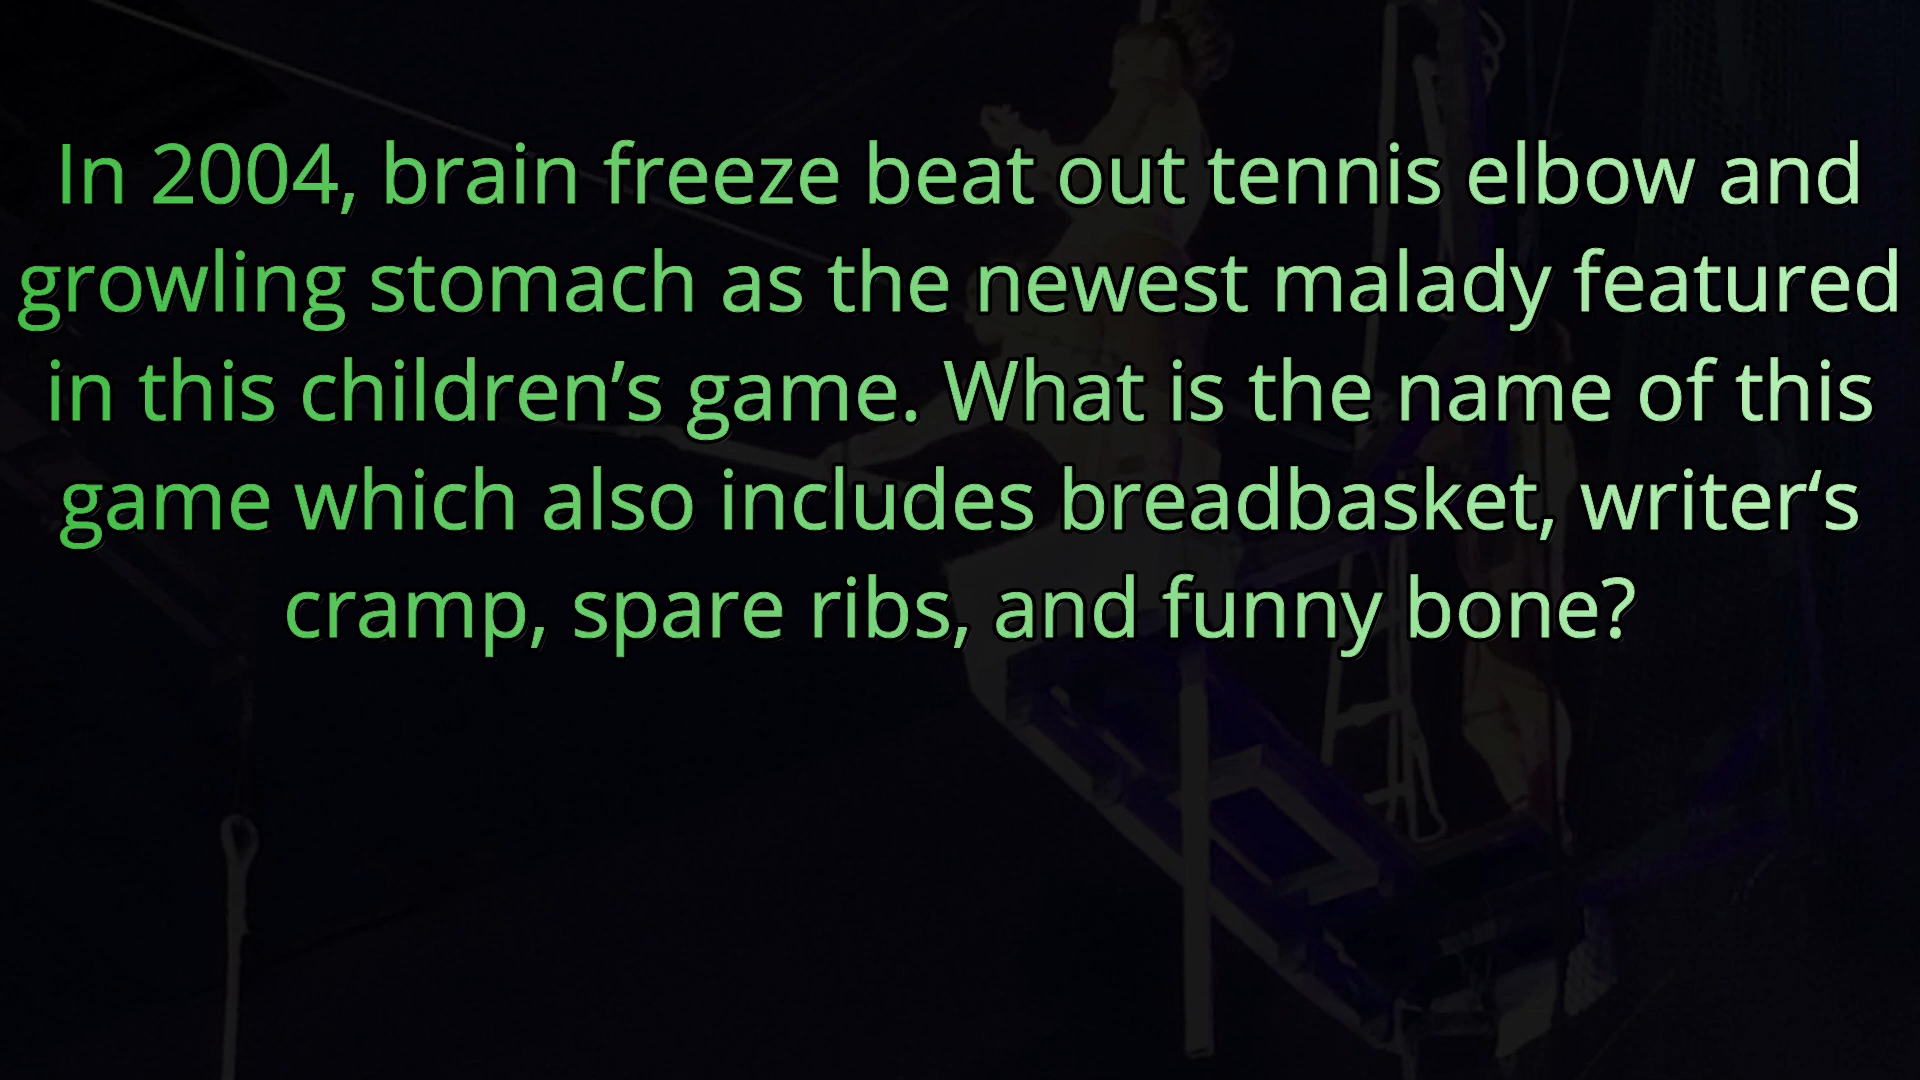 In 2004, brain freeze beat out tennis elbow and
growling stomach as the newest malady featured
in this children’s game. What is the name of this
game which also includes breadbasket, writer‘s
cramp, spare ribs, and funny bone?